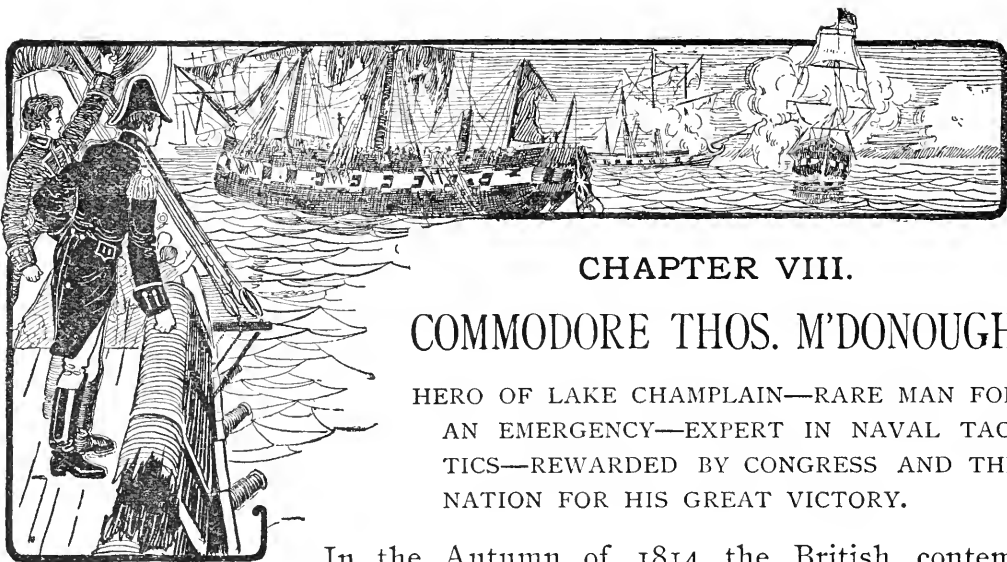 CHAPTER VIII.
COMMODORE THOS. M'DONOUGH
HERO OF LAKE CHAMPLAIN—RARE MAN FOR
AN EMERGENCY—EXPERT IN NAVAL TAC
TICS—REWARDED BY CONGRESS AND TH
NATION FOR HIS GREAT VICTORY.
In the Autumn of 1814 the British contem